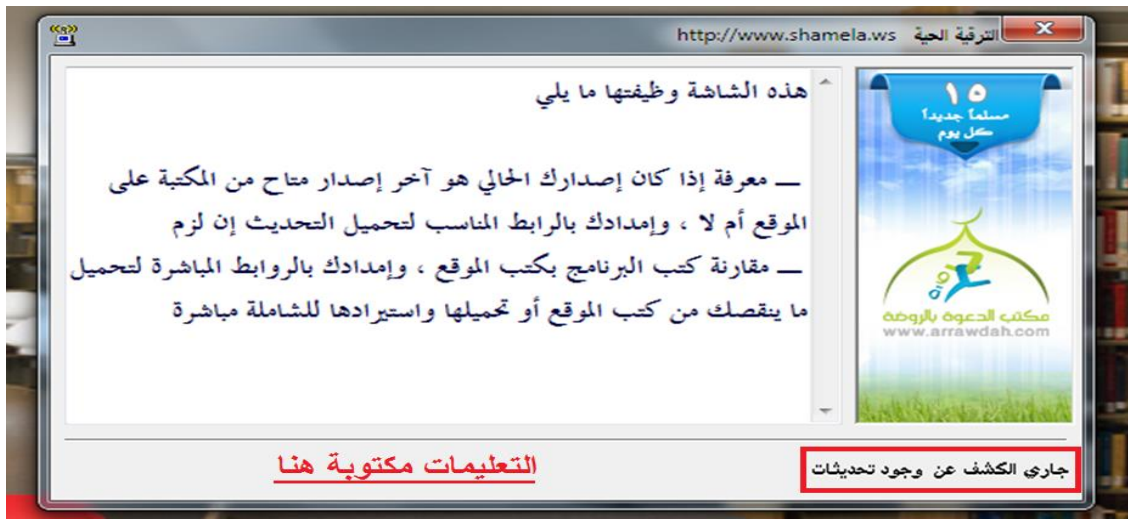 الترقية الحية http://www.shamela.ws
١٥
مسلماً جديداً
كل يوم
مكتب الدعوة بالروضة
www.arrawdah.com
هذه الشاشة وظيفتها ما يلي
— معرفة إذا كان إصدارك الحالي هو آخر إصدار متاح من المكتبة على
الموقع أم لا ، وإمدادك بالرابط المناسب لتحميل التحديث إن لزم
— مقارنة كتب البرنامج بكتب الموقع ، وإمدادك بالروابط المباشرة لتحميل
ما ينقصك من كتب الموقع أو تحميلها واستيرادها للشاملة مباشرة
جاري الكشف عن وجود تحديثات
التعليمات مكتوبة هنا